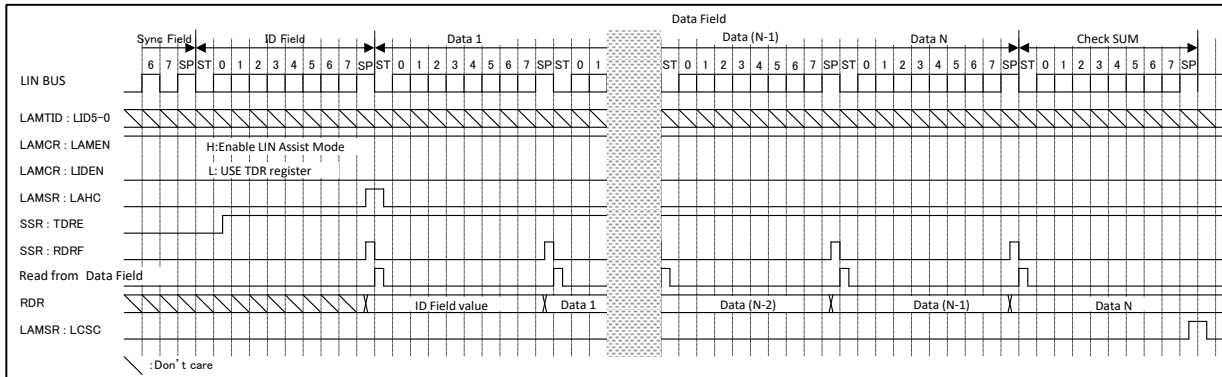 Data Field
Sync Field ID Field Data 1 Data (N-1) Data N Check SUM
6 7 SP ST 0 1 2 3 4 5 6 7 SP ST 0 1 2 3 4 5 6 7 SP ST 0 1 ST 0 1 2 3 4 5 6 7 SP ST 0 1 2 3 4 5 6 7 SP ST 0 1 2 3 4 5 6 7 SP
LIN BUS
LAMTID : LID5-0
LAMCR : LAMEN H:Enable LIN Assist Mode
LAMCR : LIDEN L: USE TDR register
LAMSR : LAHC
SSR : TDRE
SSR : RDRF
Read from Data Field
RDR ID Field value Data 1 Data (N-2) Data (N-1) Data N
LAMSR : LCSC
:Don't care